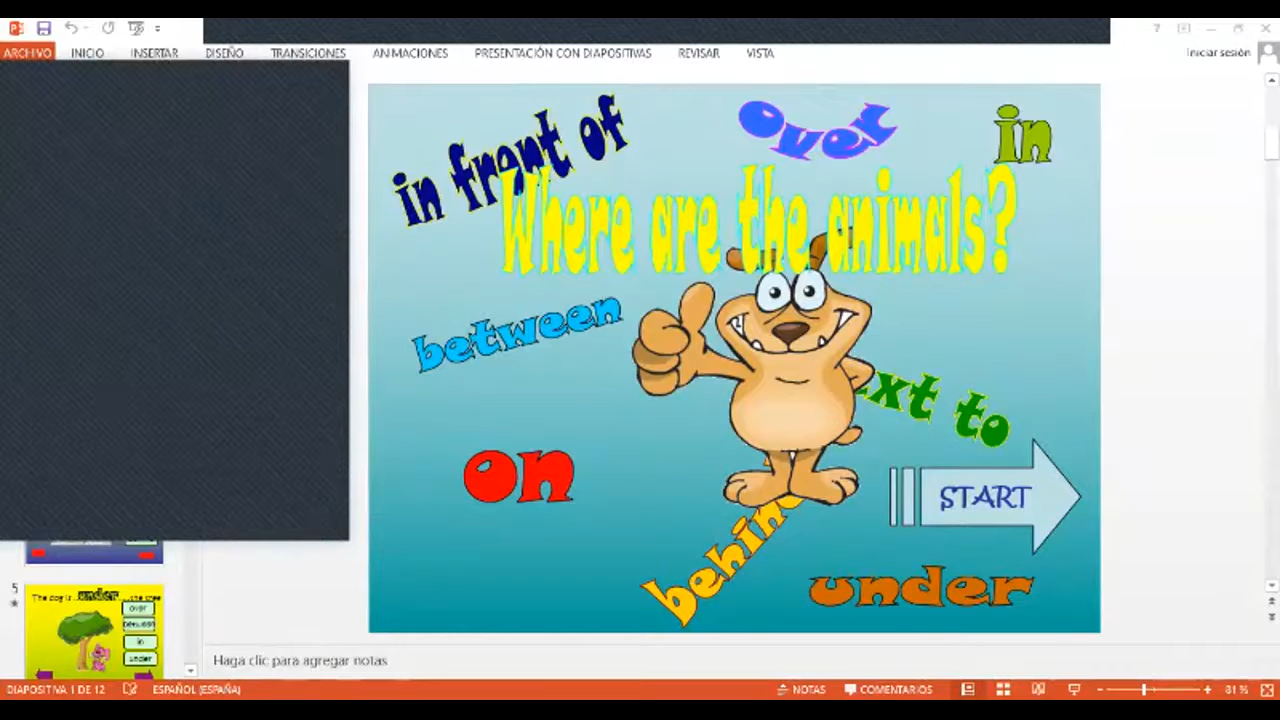 ARCHIVO INICIO INSERTAR DISEÑO TRANSICIONES ANIMACIONES PRESENTACIÓN CON DIAPOSITIVAS REVISAR VISTA Iniciar sesión
in front of
over
in
Where are the animals?
between
xt to
on
START
behin
under
5
The dog is ...under...the tree
over
between
in
under
Haga clic para agregar notas
DIAPOSITIVA 1 DE 12 ESPAÑOL (ESPAÑA) NOTAS COMENTARIOS 81 %